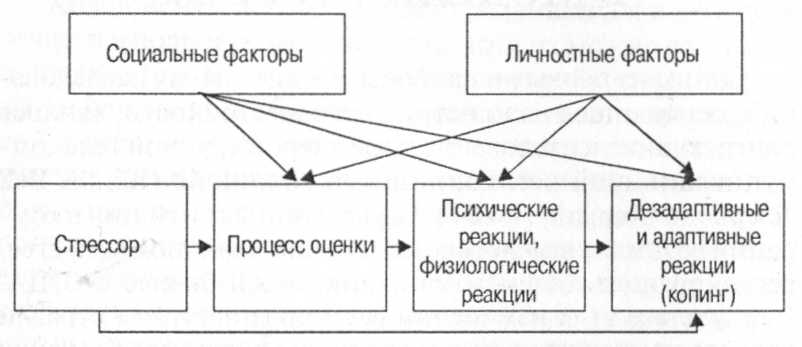 Социальные факторы
Личностные факторы
Стрессор
Процесс оценки
Психические
реакции,
физиологические
реакции
Дезадаптивные
и адаптивные
реакции
(копинг)